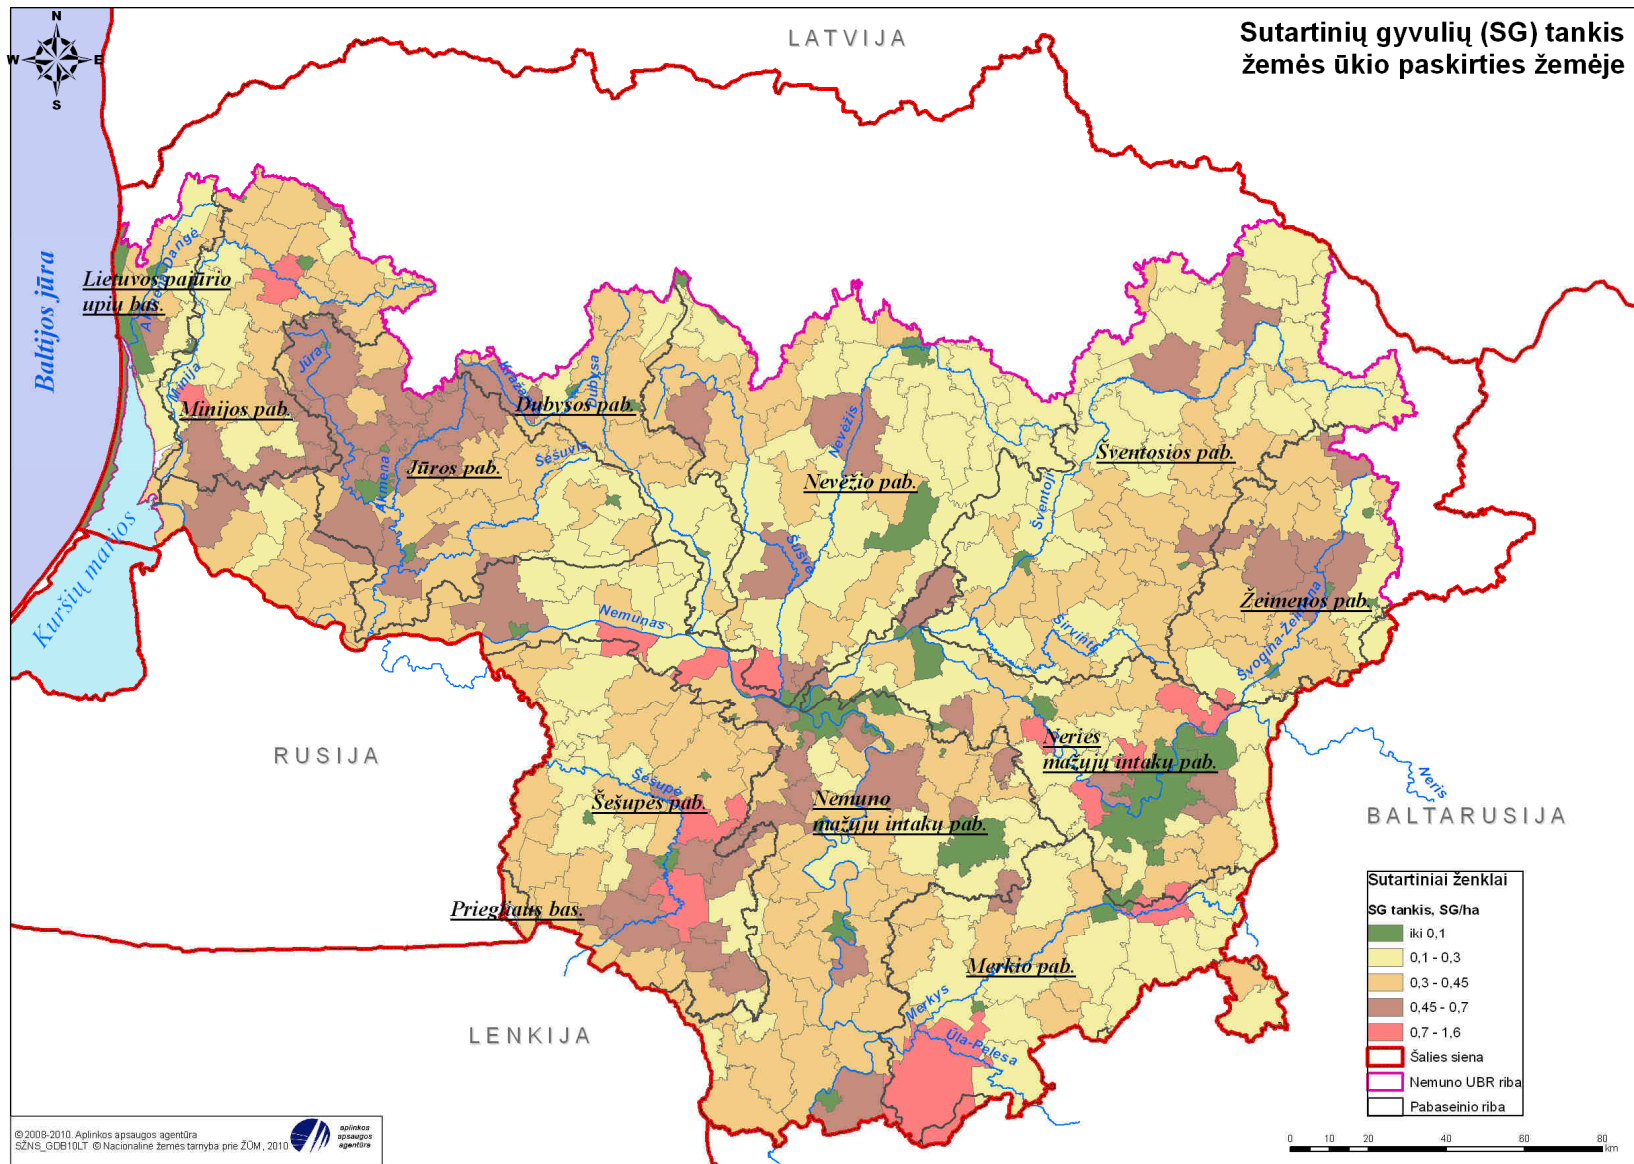 Sutartinių gyvulių (SG) tankis
žemės ūkio paskirties žemėje
N
W
E
S
LATVIJA
Baltijos jūra
Akmena-Dangė
Lietuvos pajūrio
upių bas.
Minija
Minijos pab.
Jūra
Jūros pab.
Akmena
Kražantė
Dubysa
Dubysos pab.
Šešuvis
Nevėžis
Nevėžio pab.
Šušvė
Šventoji
Šventosios pab.
Žeimenos pab.
Švogina-Žeimena
Širvinta
Kuršių marios
Nemunas
RUSIJA
Šešupė
Šešupės pab.
Nemuno
mažųjų intakų pab.
Neries
mažųjų intakų pab.
Neris
BALTARUSIJA
Priegliaus bas.
Merkio pab.
Merkys
Ūla-Pelesa
LENKIJA
Sutartiniai ženklai
SG tankis, SG/ha
iki 0,1
0,1 - 0,3
0,3 - 0,45
0,45 - 0,7
0,7 - 1,6
Šalies siena
Nemuno UBR riba
Pabaseinio riba
0 10 20 40 60 80
km
© 2008-2010. Aplinkos apsaugos agentūra
SŽNS_GDB10LT © Nacionalinė žemės tarnyba prie ŽŪM, 2010
aplinkos
apsaugos
agentūra